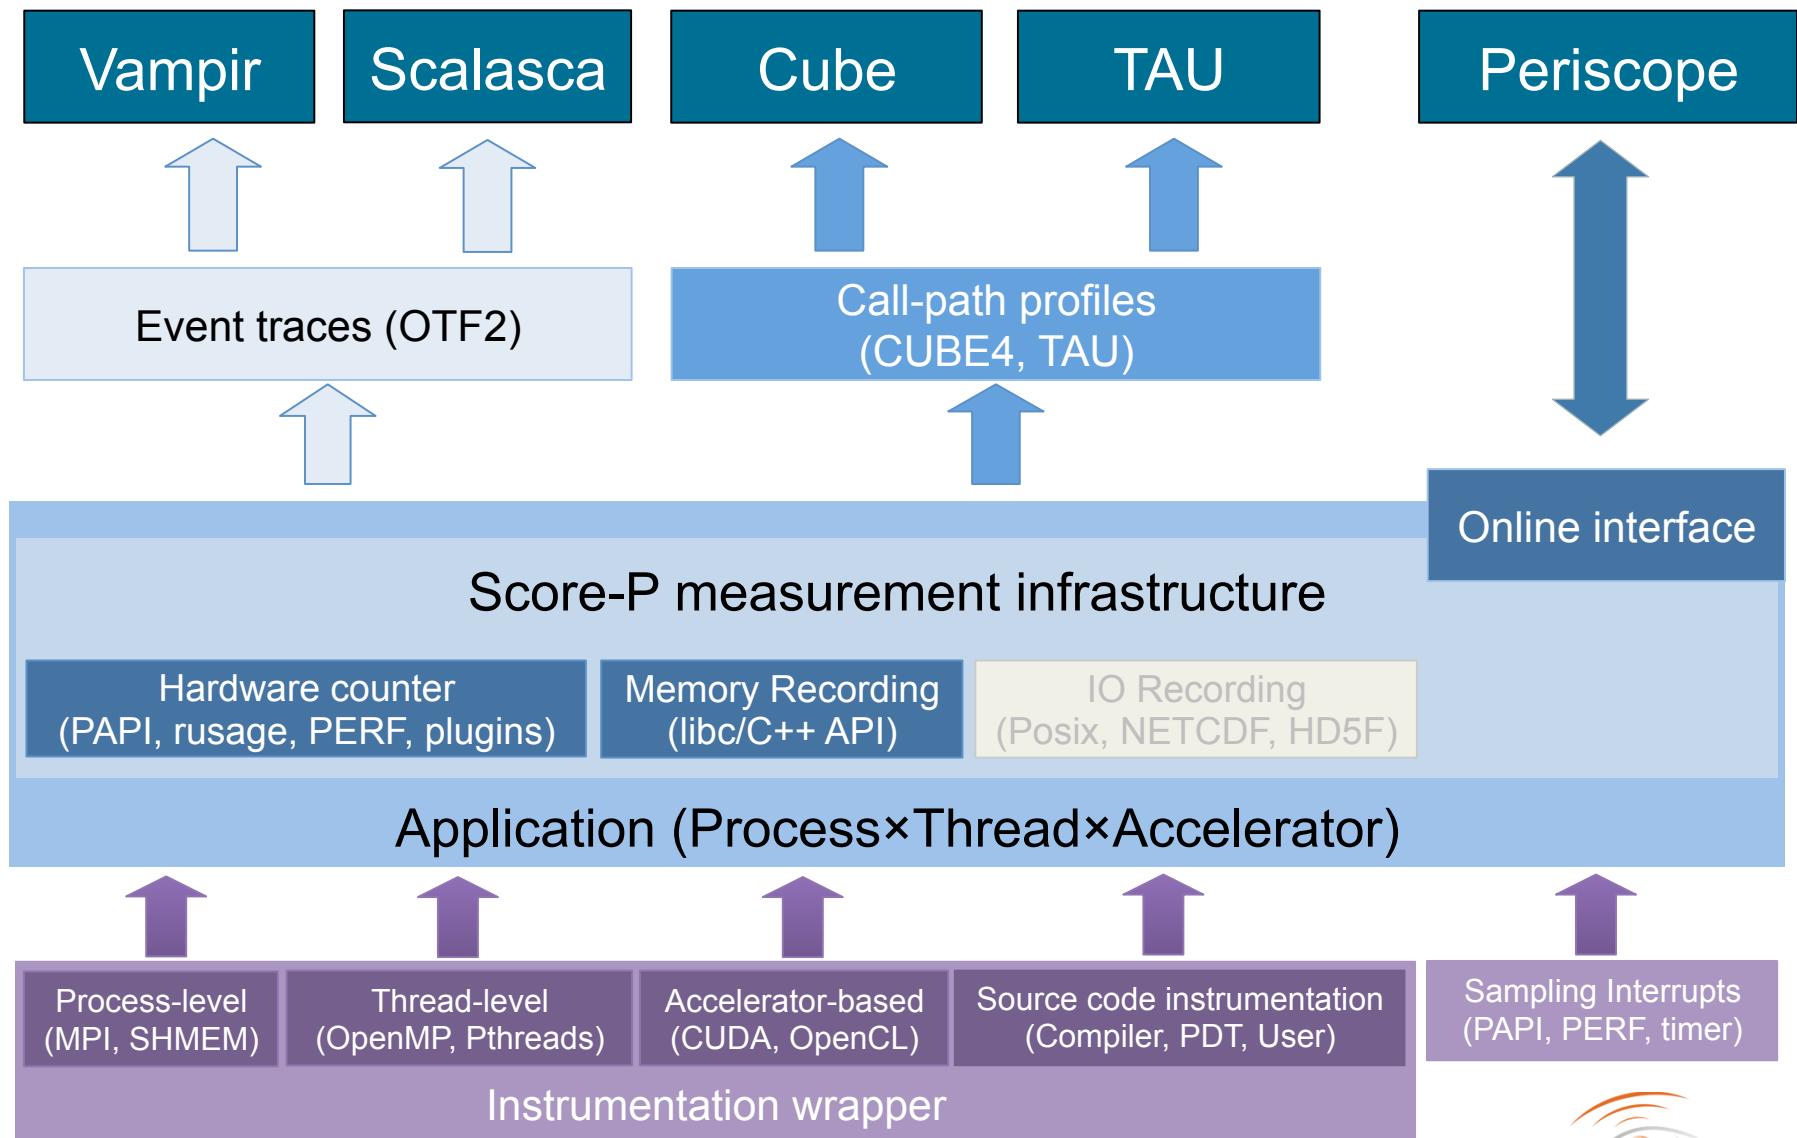 Vampir
Scalasca
Cube
TAU
Periscope
Event traces (OTF2)
Call-path profiles
(CUBE4, TAU)
Online interface
Score-P measurement infrastructure
Hardware counter
(PAPI, rusage, PERF, plugins)
Memory Recording
(libc/C++ API)
IO Recording
(Posix, NETCDF, HD5F)
Application (Process×Thread×Accelerator)
Process-level
(MPI, SHMEM)
Thread-level
(OpenMP, Pthreads)
Accelerator-based
(CUDA, OpenCL)
Source code instrumentation
(Compiler, PDT, User)
Sampling Interrupts
(PAPI, PERF, timer)
Instrumentation wrapper